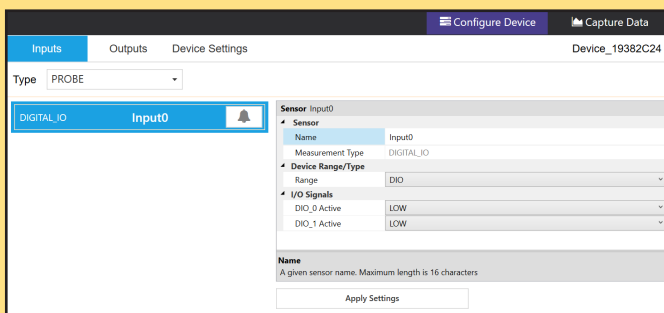 Configure Device Capture Data
Inputs Outputs Device Settings Device_19382C24
Type PROBE
DIGITAL_IO Input0
Sensor Input0
Sensor
Name Input0
Measurement Type DIGITAL_IO
Device Range/Type
Range DIO
I/O Signals
DIO_0 Active LOW
DIO_1 Active LOW
Name
A given sensor name. Maximum length is 16 characters
Apply Settings